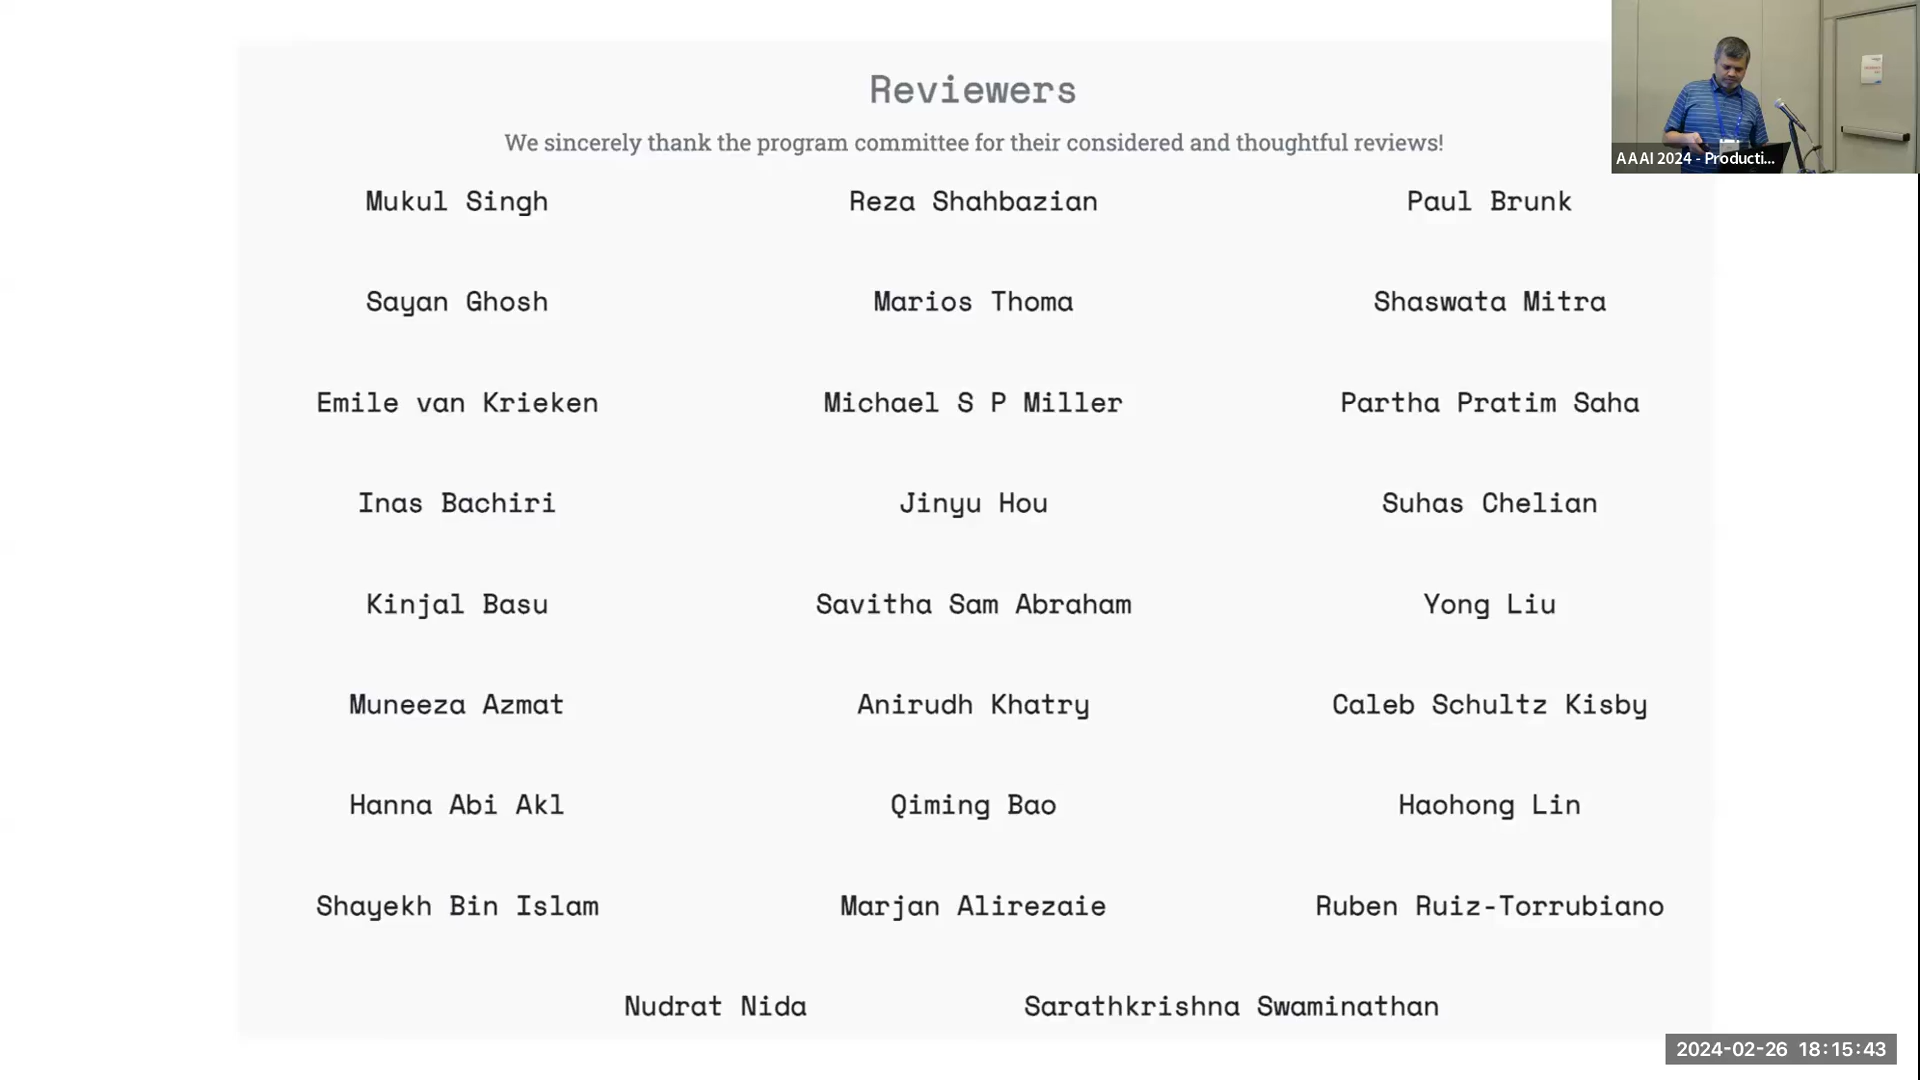 Reviewers
We sincerely thank the program committee for their considered and thoughtful reviews!
AAAI 2024 - Producti...
Mukul Singh Reza Shahbazian Paul Brunk
Sayan Ghosh Marios Thoma Shaswata Mitra
Emile van Krieken Michael S P Miller Partha Pratim Saha
Inas Bachiri Jinyu Hou Suhas Chelian
Kinjal Basu Savitha Sam Abraham Yong Liu
Muneeza Azmat Anirudh Khatry Caleb Schultz Kisby
Hanna Abi Akl Qiming Bao Haohong Lin
Shayekh Bin Islam Marjan Alirezaie Ruben Ruiz-Torrubiano
Nudrat Nida Sarathkrishna Swaminathan
2024-02-26 18:15:43